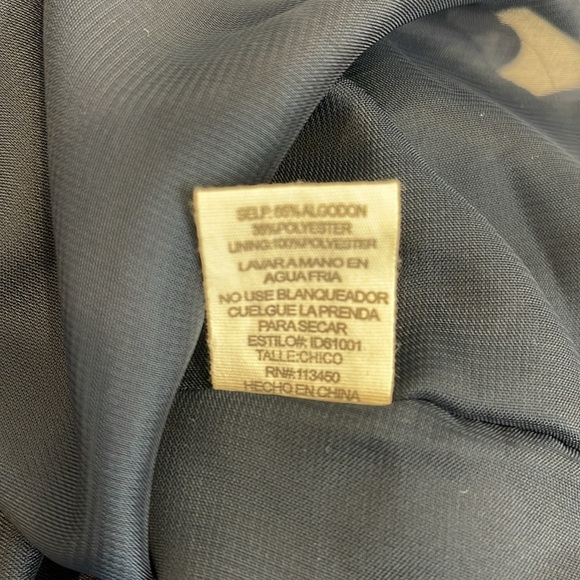 SELF: 65% ALGODON
35%POLYESTER
LINING:100%POLYESTER
LAVAR A MANO EN
AGUA FRIA
NO USE BLANQUEADOR
CUELGUE LA PRENDA
PARA SECAR
ESTILO#: ID61001
TALLE:CHICO
RN#:113450
HECHO EN CHINA